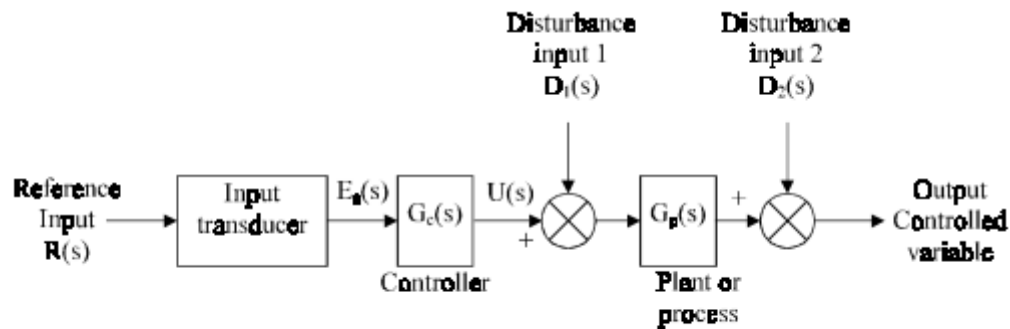 Disturbance
input 1
D₁(s)
Disturbance
input 2
D₂(s)
Reference
Input
R(s)
Input
transducer
Eₐ(s)
G꜀(s)
U(s)
+
Gₚ(s)
+
Output
Controlled
variable
Controller
Plant or
process